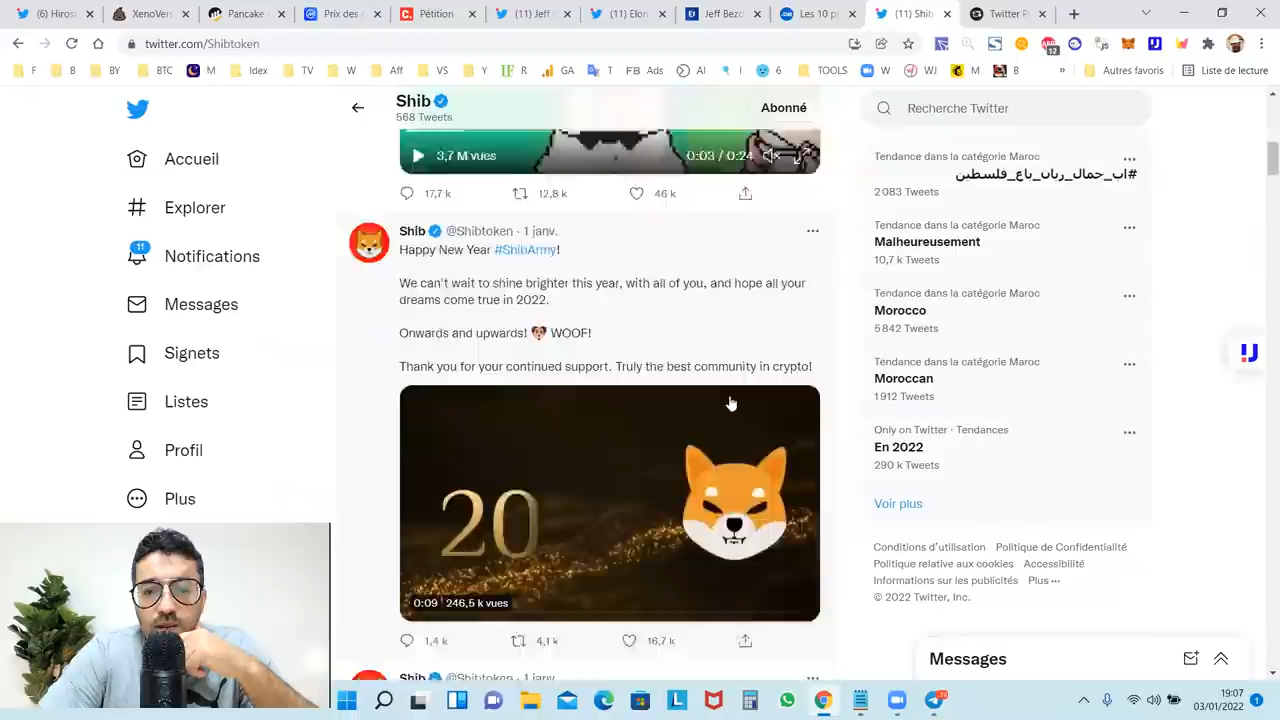 (6) Hiros
XenoVers
Pancake
Prix des c
Pétition
(11) Jeff
(11) Elon
Jeff Bezo
Les 10 p
(11) Shib
Twitter P
twitter.com/Shibtoken
12
F
B
BY
BTC
M
Idex
TV
W
Aff
VS
Y
R
GA
T
FB Ads
AI
I
6
TOOLS
W
WJ
M
B
»
Autres favoris
Liste de lecture
Accueil
Explorer
11
Notifications
Messages
Signets
Listes
Profil
Plus
Shib
568 Tweets
Abonné
3,7 M vues
0:03 / 0:24
17,7 k
12,8 k
46 k
Shib @Shibtoken · 1 janv.
Happy New Year #ShibArmy!
We can't wait to shine brighter this year, with all of you, and hope all your
dreams come true in 2022.
Onwards and upwards! 🐶 WOOF!
Thank you for your continued support. Truly the best community in crypto!
20
0:09 246,5 k vues
1,4 k
4,1 k
16,7 k
Shib @Shibtoken · 1 janv.
Recherche Twitter
Tendance dans la catégorie Maroc
2 083 Tweets
Tendance dans la catégorie Maroc
Malheureusement
10,7 k Tweets
Tendance dans la catégorie Maroc
Morocco
5 842 Tweets
Tendance dans la catégorie Maroc
Moroccan
1 912 Tweets
Only on Twitter · Tendances
En 2022
290 k Tweets
Voir plus
Conditions d'utilisation Politique de Confidentialité
Politique relative aux cookies Accessibilité
Informations sur les publicités Plus ···
© 2022 Twitter, Inc.
Messages
19:07
03/01/2022
1